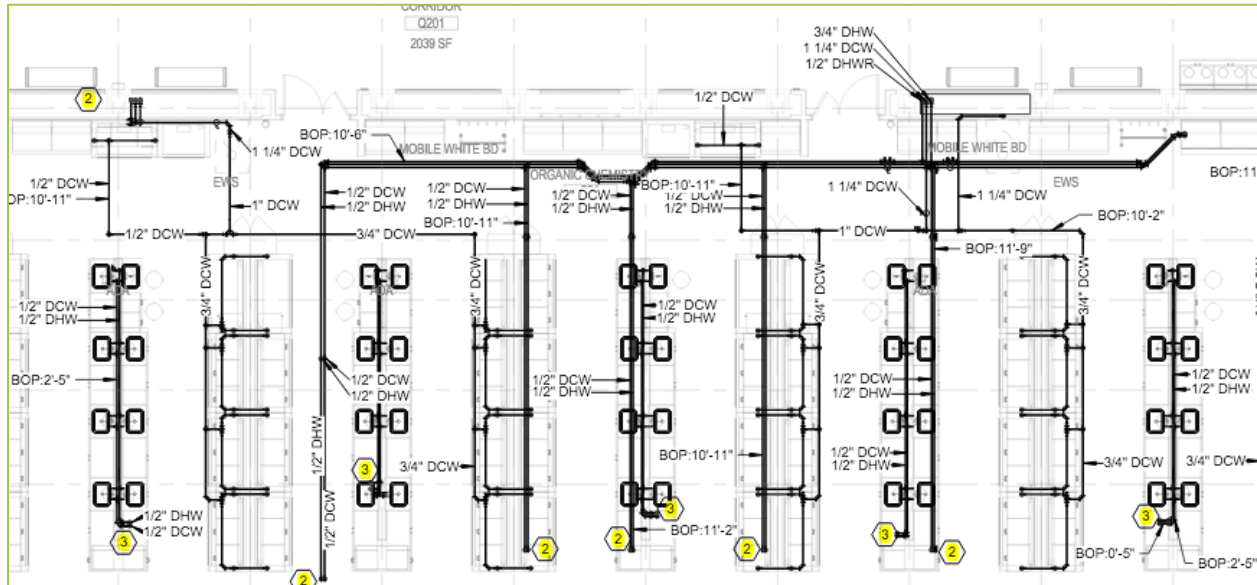 CORRIDOR
Q201
2039 SF
3/4" DHW
1 1/4" DCW
1/2" DHWR
2
1/2" DCW
BOP:10'-6"
MOBILE WHITE BD
MOBILE WHITE BD
1 1/4" DCW
ORGANIC CHEMISTRY
1/2" DCW
EWS
1/2" DCW
1/2" DCW
1/2" DCW
BOP:10'-11"
1/2" DCW
1 1/4" DCW
EWS
BOP:11'
OP:10'-11"
1" DCW
1/2" DHW
1/2" DHW
1/2" DHW
1/2" DHW
1 1/4" DCW
BOP:10'-11"
BOP:10'-2"
1/2" DCW
3/4" DCW
1" DCW
BOP:11'-9"
3/4" DCW
3/4" DCW
3/4" DCW
3/4" DCW
ADA
ADA
ADA
1/2" DCW
1/2" DHW
1/2" DCW
1/2" DHW
BOP:2'-5"
1/2" DCW
1/2" DHW
1/2" DCW
1/2" DHW
1/2" DCW
1/2" DHW
1/2" DCW
1/2" DHW
1/2" DHW
1/2" DCW
3/4" DCW
BOP:10'-11"
1/2" DCW
1/2" DHW
3/4" DCW
3/4" DCW
3
1/2" DHW
1/2" DCW
3
3
BOP:11'-2"
3
3
BOP:0'-5"
BOP:2'-5"
2
2
2
2
2